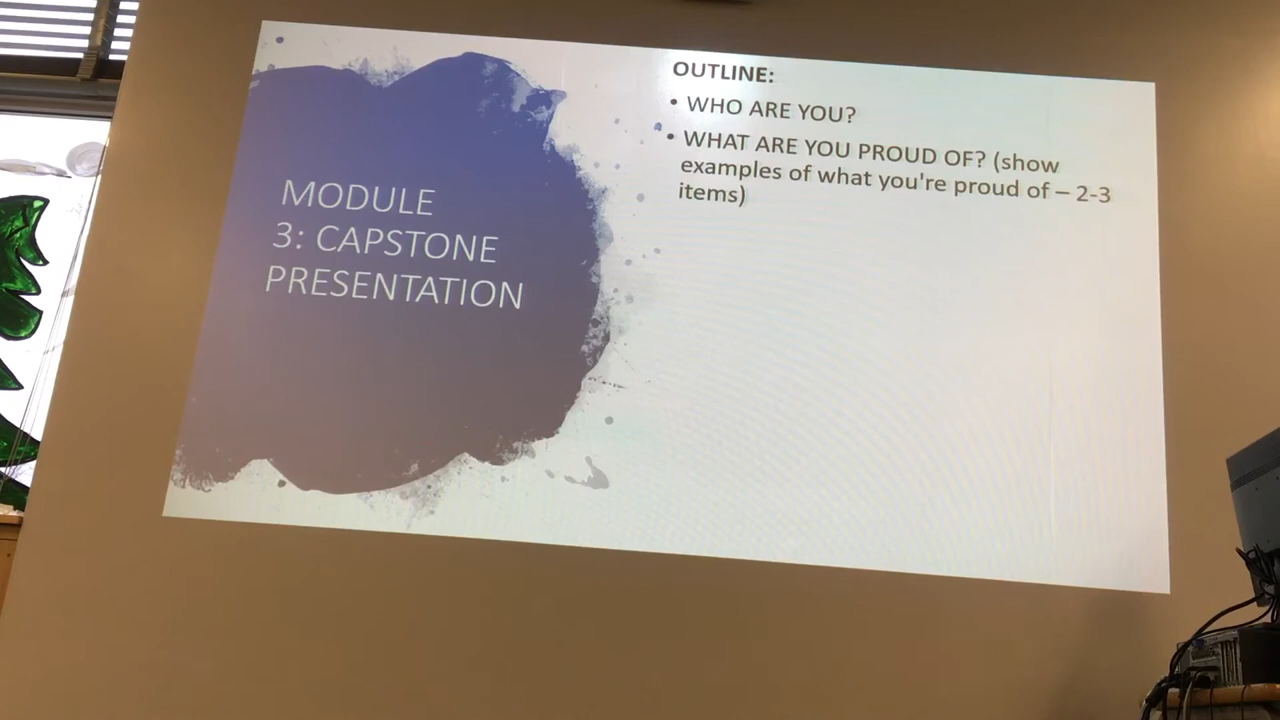 MODULE
3: CAPSTONE
PRESENTATION
OUTLINE:
• WHO ARE YOU?
• WHAT ARE YOU PROUD OF? (show
examples of what you're proud of – 2-3
items)